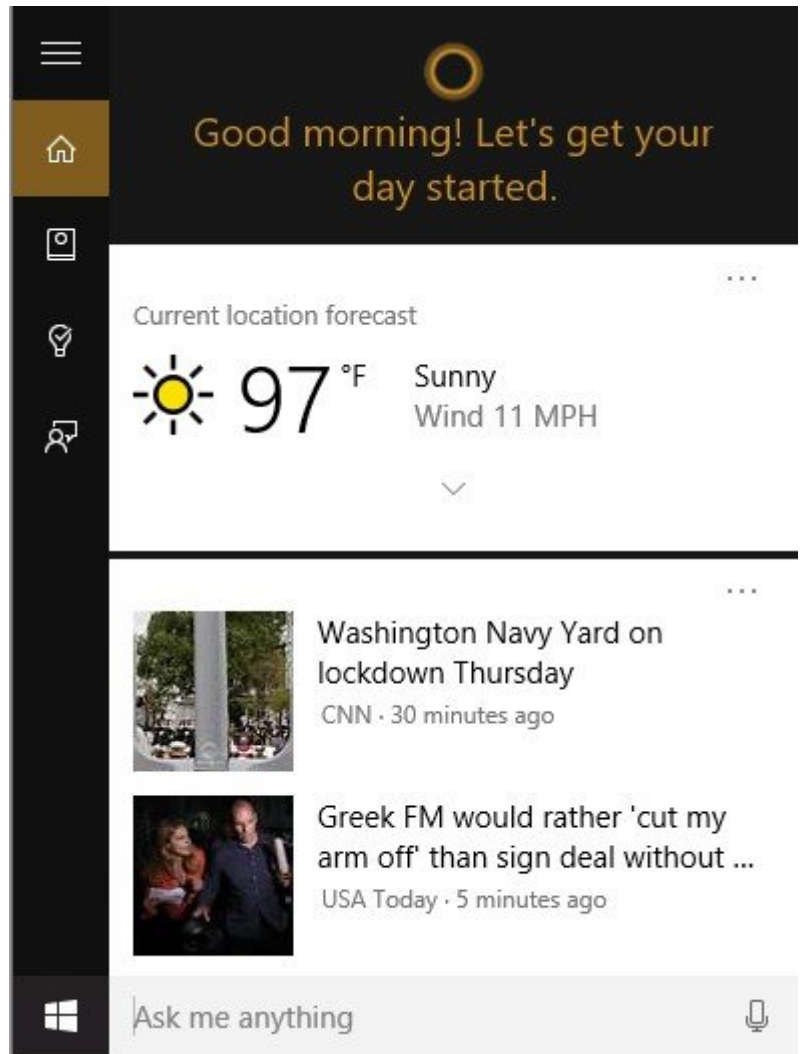 Good morning! Let's get your
day started.
Current location forecast
97 °F
Sunny
Wind 11 MPH
Washington Navy Yard on
lockdown Thursday
CNN · 30 minutes ago
Greek FM would rather 'cut my
arm off' than sign deal without ...
USA Today · 5 minutes ago
Ask me anything